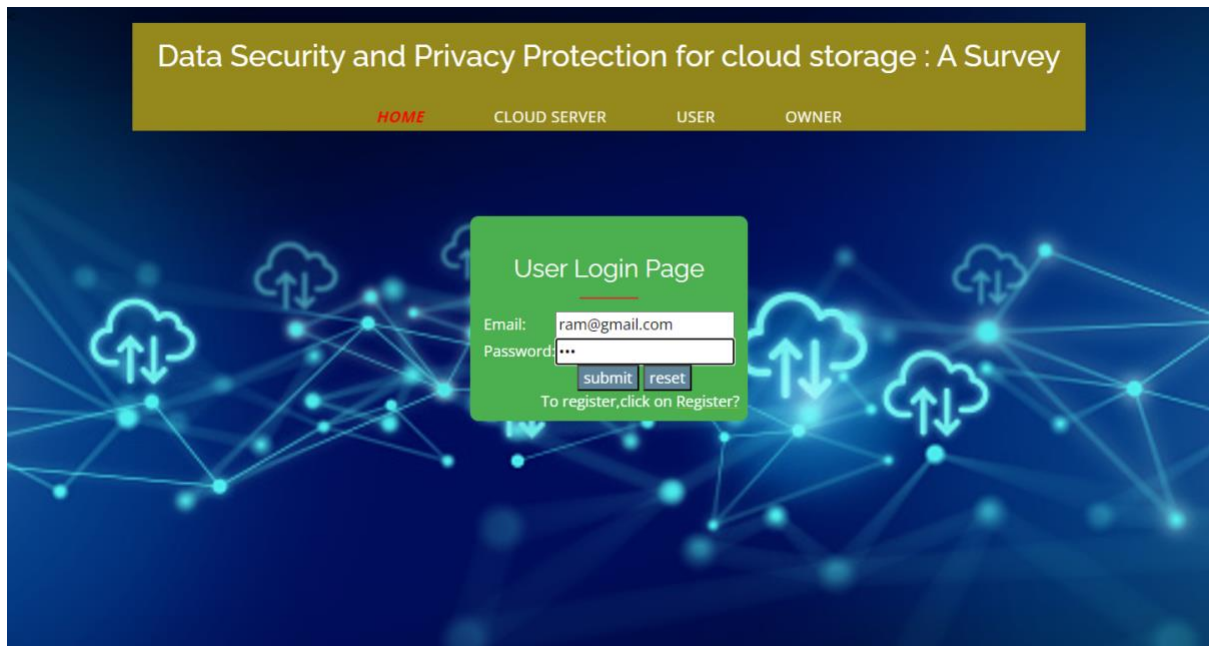 Data Security and Privacy Protection for cloud storage : A Survey
HOME CLOUD SERVER USER OWNER
User Login Page
Email: ram@gmail.com
Password: •••
submit reset
To register,click on Register?